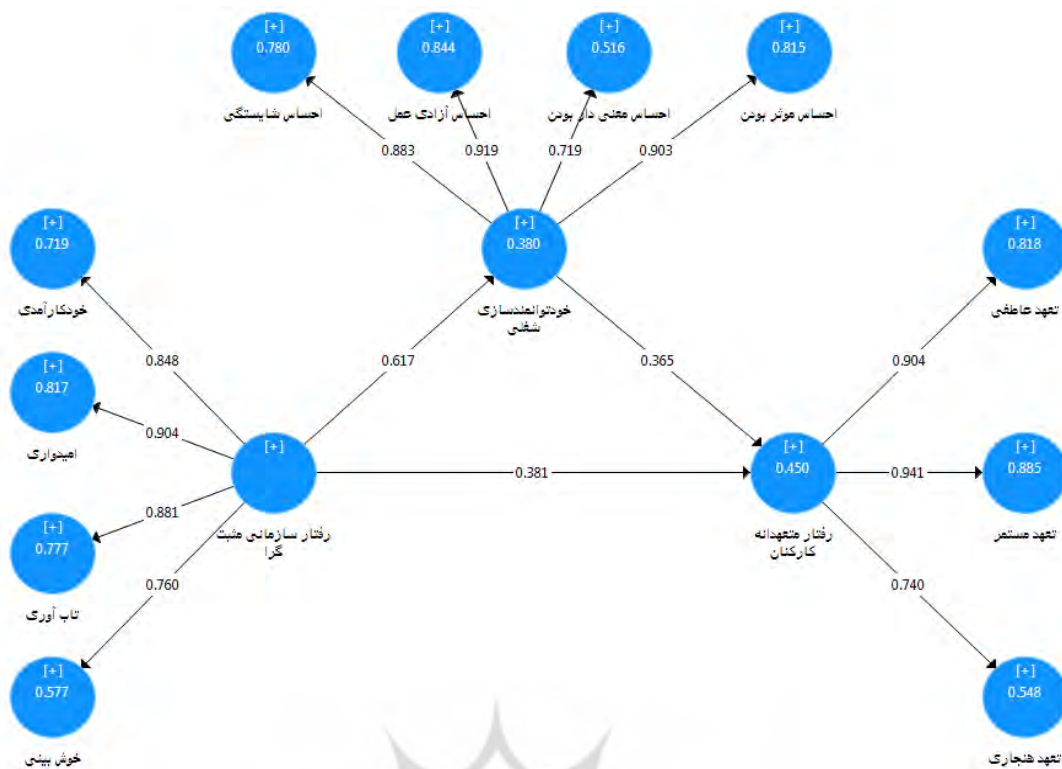 [+] [+] [+] [+]
0.780 0.844 0.516 0.815
احساس شایستگی احساس آزادی عمل احساس معنی دار بودن احساس موثر بودن
0.883 0.919 0.719 0.903
[+] [+] [+]
0.719 0.380 0.818
خودکارآمدی خودتوانمندسازی تعهد عاطفی
شغلی
0.848 0.617 0.365 0.904
[+]
0.817
امیدواری
0.904
[+] [+] [+]
0.381 0.450 0.941 0.885
رفتار سازمانی مثبت رفتار متعهدانه تعهد مستمر
گرا کارکنان
0.881
[+]
0.777
تاب آوری
0.760 0.740
[+] [+]
0.577 0.548
خوش بینی تعهد هنجاری